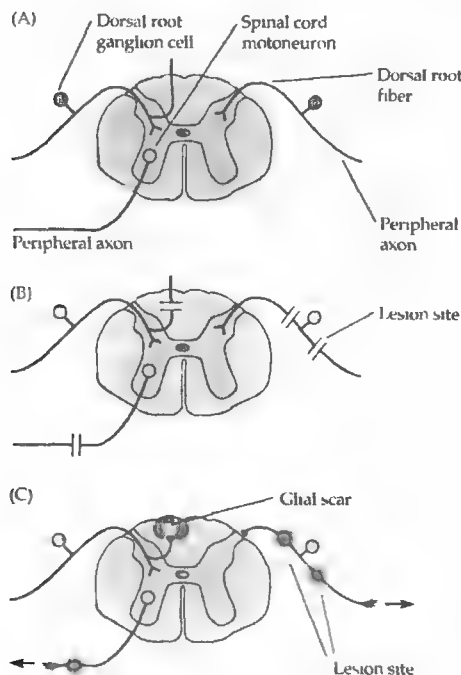 (A)
Dorsal root
ganglion cell
Spinal cord
motoneuron
Dorsal root
fiber
Peripheral axon
Peripheral
axon
(B)
Lesion site
(C)
Glial scar
Lesion site